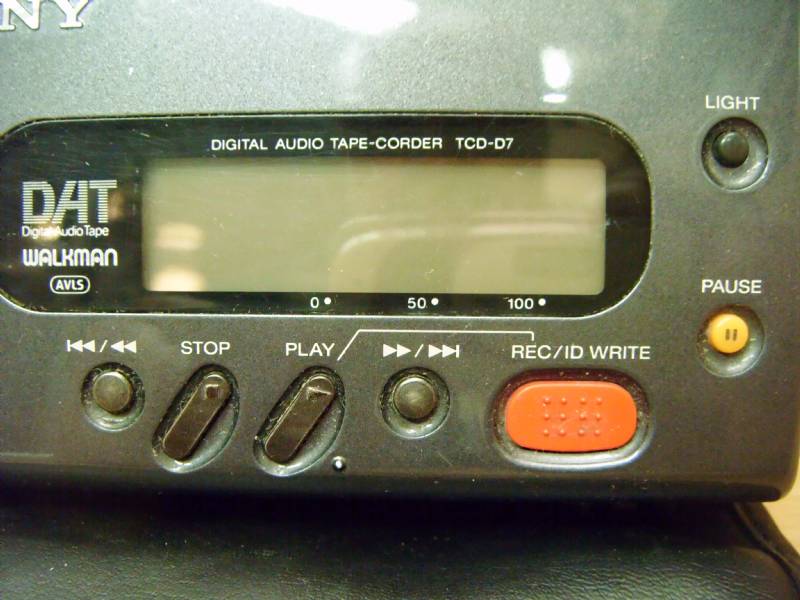 NY
DIGITAL AUDIO TAPE-CORDER TCD-D7
LIGHT
DAT
Digital Audio Tape
WALKMAN
AVLS
0 50 100
PAUSE
STOP PLAY REC/ID WRITE